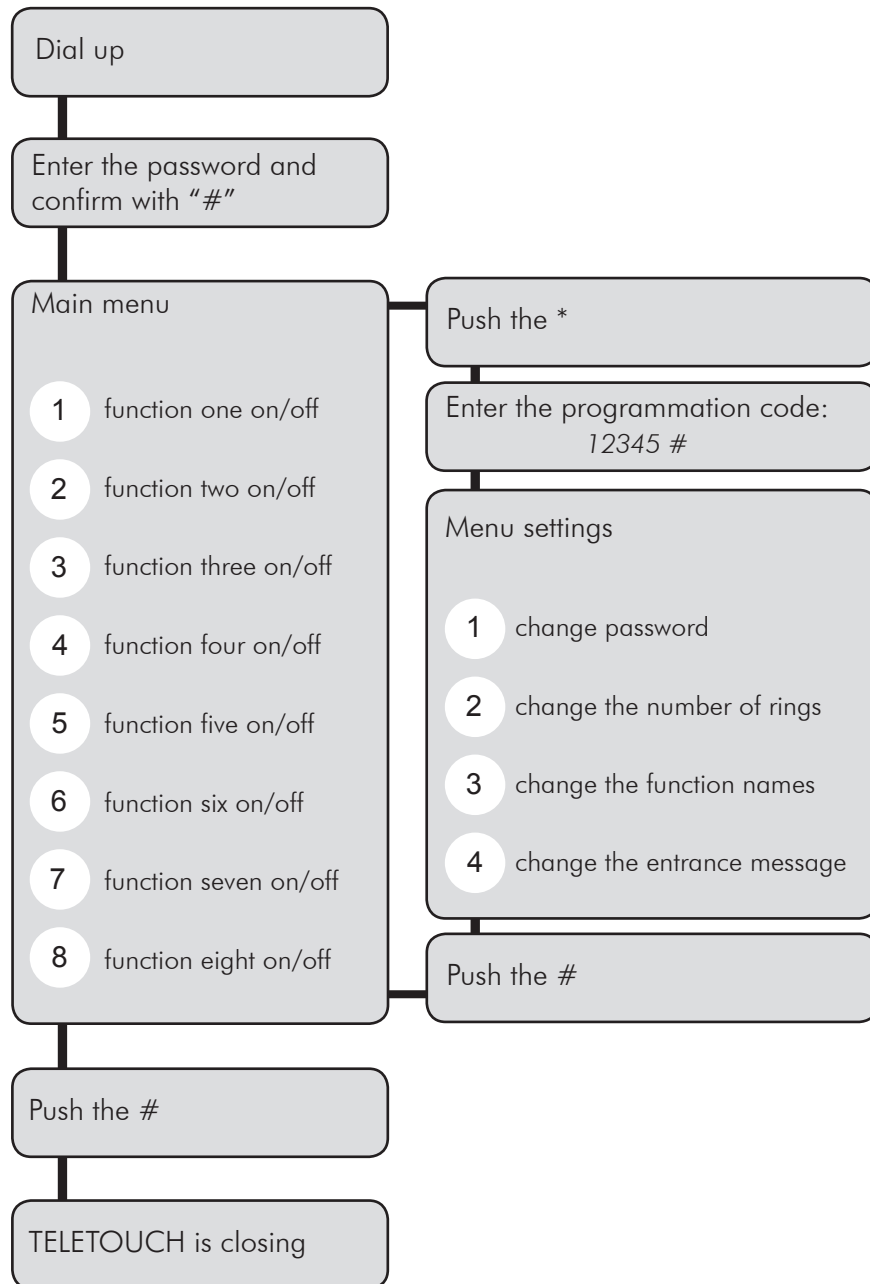 Dial up
Enter the password and
confirm with “#”
Main menu
1 function one on/off
2 function two on/off
3 function three on/off
4 function four on/off
5 function five on/off
6 function six on/off
7 function seven on/off
8 function eight on/off
Push the *
Enter the programmation code:
12345 #
Menu settings
1 change password
2 change the number of rings
3 change the function names
4 change the entrance message
Push the #
Push the #
TELETOUCH is closing